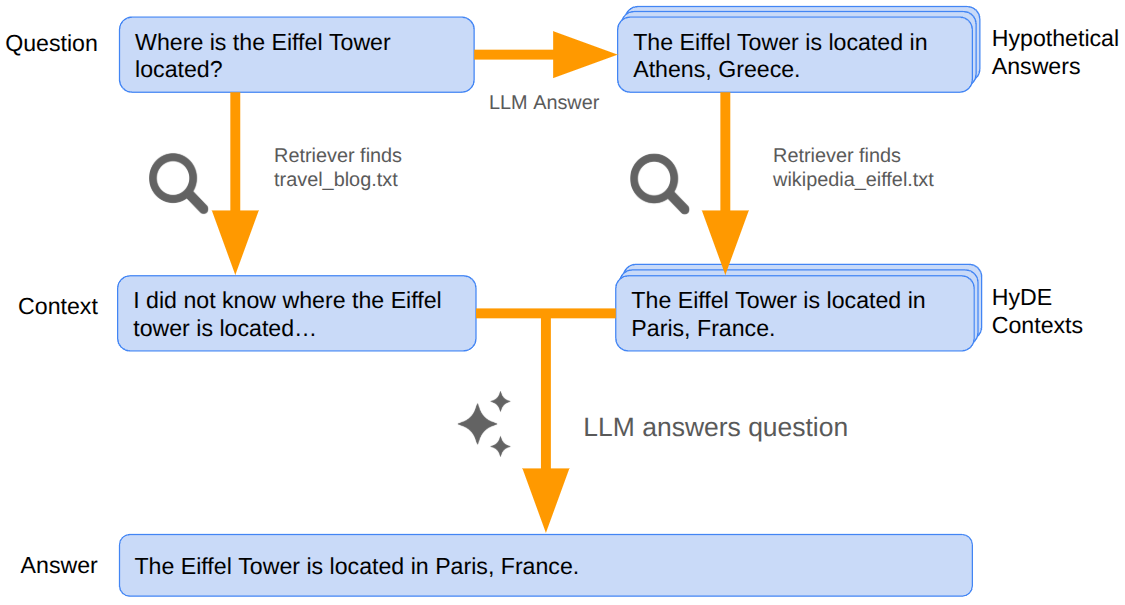 Question
Where is the Eiffel Tower
located?
LLM Answer
The Eiffel Tower is located in
Athens, Greece.
Hypothetical
Answers
Retriever finds
travel_blog.txt
Retriever finds
wikipedia_eiffel.txt
Context
I did not know where the Eiffel
tower is located…
The Eiffel Tower is located in
Paris, France.
HyDE
Contexts
LLM answers question
Answer
The Eiffel Tower is located in Paris, France.